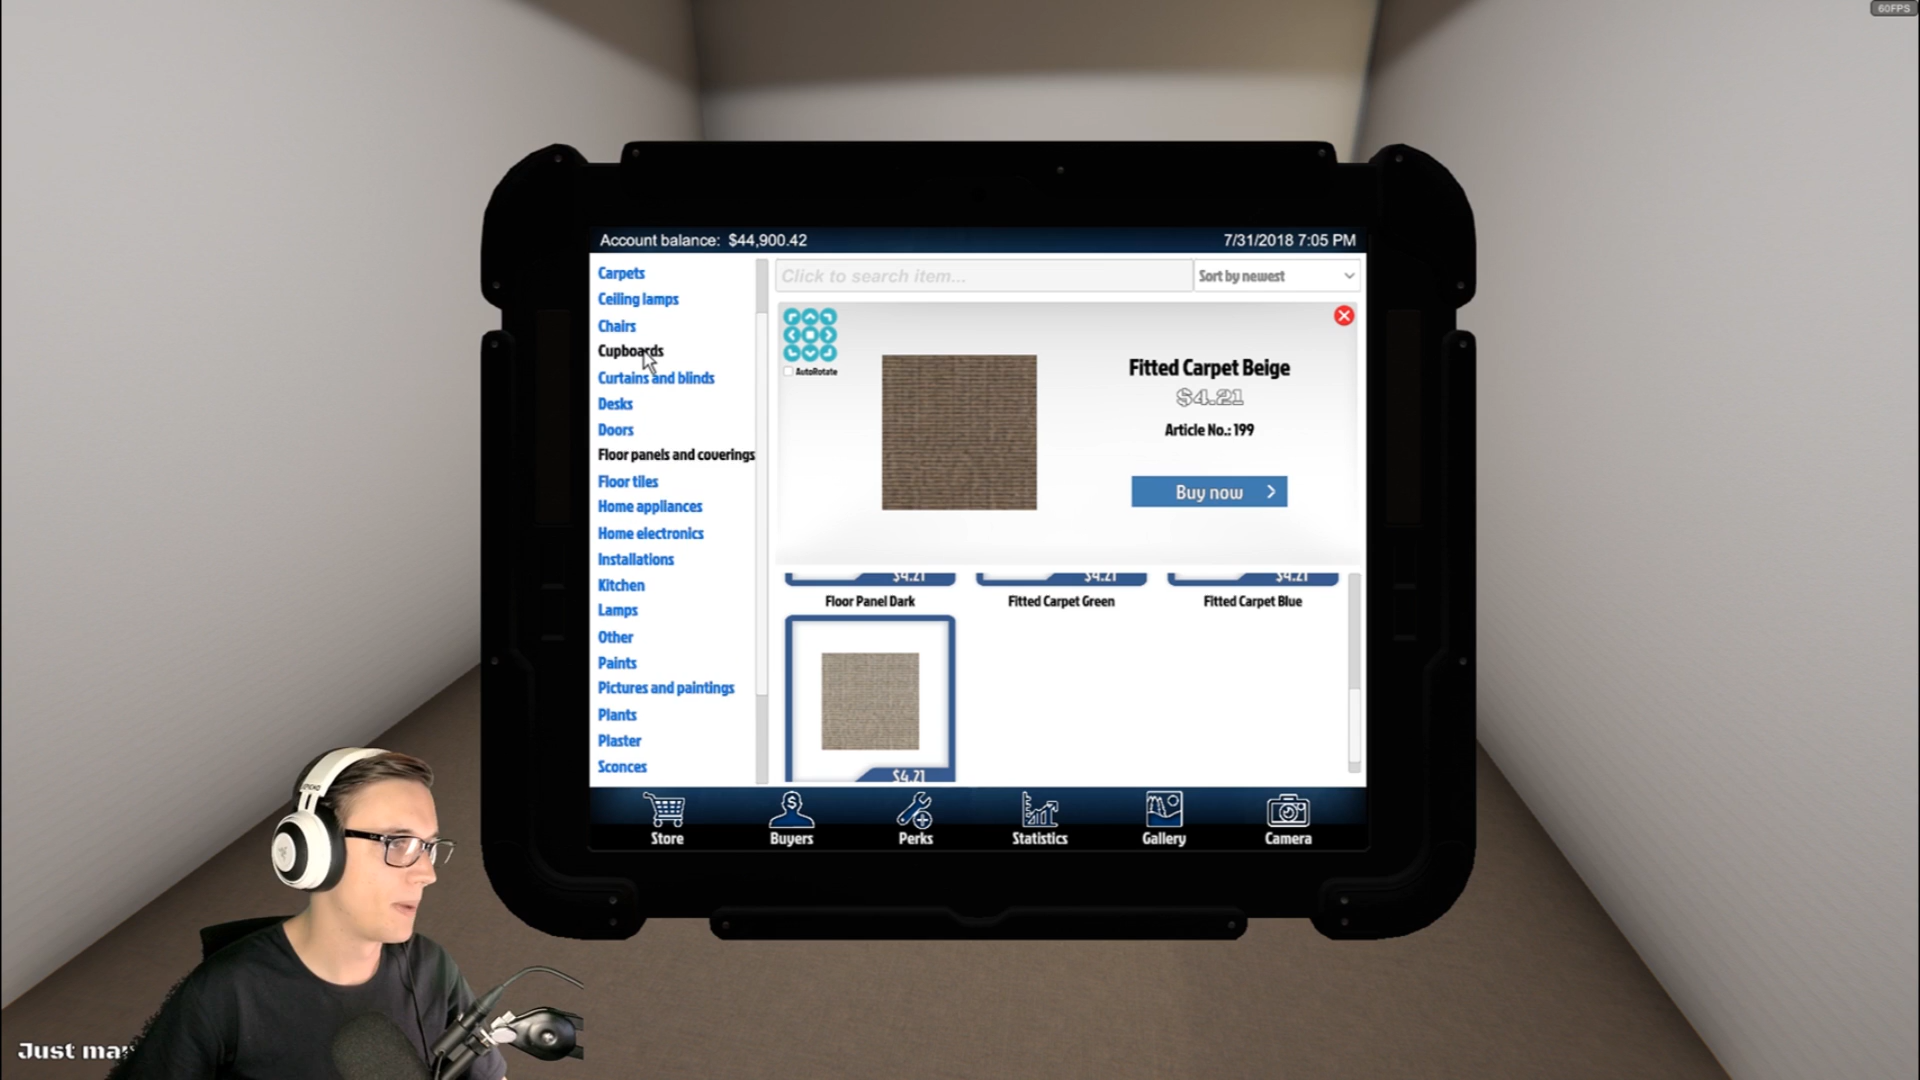 60FPS
Account balance: $44,900.42
7/31/2018 7:05 PM
Carpets
Ceiling lamps
Chairs
Cupboards
Curtains and blinds
Desks
Doors
Floor panels and coverings
Floor tiles
Home appliances
Home electronics
Installations
Kitchen
Lamps
Other
Paints
Pictures and paintings
Plants
Plaster
Sconces
Click to search item...
Sort by newest
AutoRotate
Fitted Carpet Beige
$4.21
Article No.: 199
Buy now
$4.21
$4.21
$4.21
Floor Panel Dark
Fitted Carpet Green
Fitted Carpet Blue
$4.21
Store
Buyers
Perks
Statistics
Gallery
Camera
Just